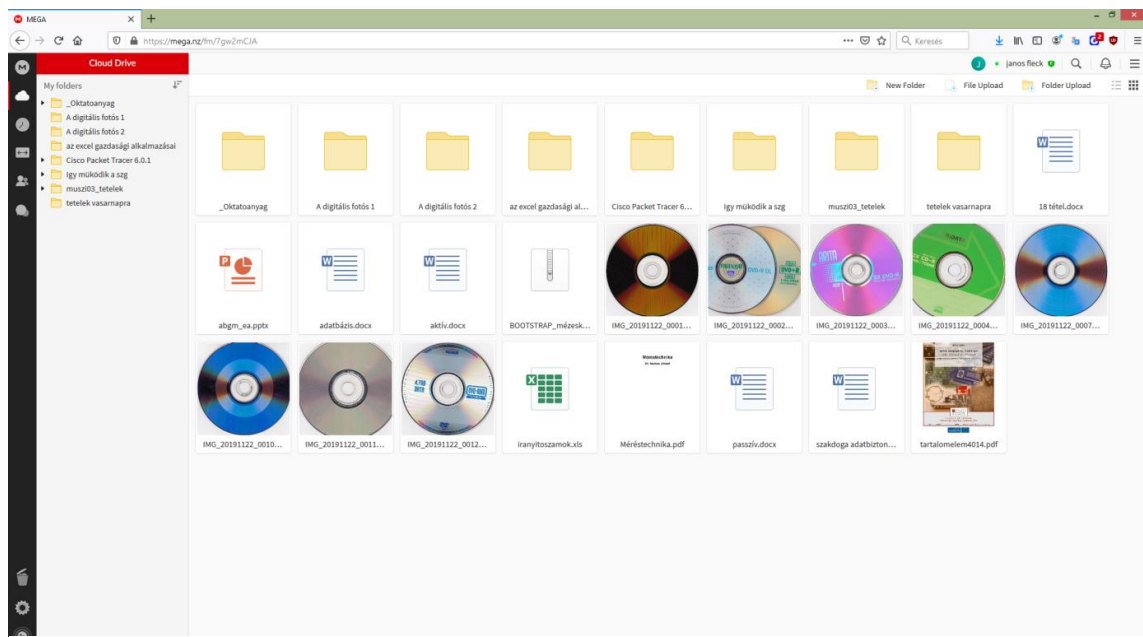 MEGA
https://mega.nz/fm/7gw2mCJA
Keresés
2
Cloud Drive
J janos fleck
My folders
New Folder
File Upload
Folder Upload
_Oktatoanyag
A digitális fotós 1
A digitális fotós 2
az excel gazdasági alkalmazásai
Cisco Packet Tracer 6.0.1
Igy müködik a szg
muszi03_tetelek
tetelek vasarnapra
_Oktatoanyag
A digitális fotós 1
A digitális fotós 2
az excel gazdasági al...
Cisco Packet Tracer 6...
Igy müködik a szg
muszi03_tetelek
tetelek vasarnapra
18 tétel.docx
abgm_ea.pptx
adatbázis.docx
aktív.docx
BOOTSTRAP_mézesk...
IMG_20191122_0001...
IMG_20191122_0002...
IMG_20191122_0003...
IMG_20191122_0004...
IMG_20191122_0007...
IMG_20191122_0010...
IMG_20191122_0011...
IMG_20191122_0012...
iranyitoszamok.xls
Méréstechnika
Méréstechnika.pdf
passzív.docx
szakdoga adatbizton...
tartalomelem4014.pdf